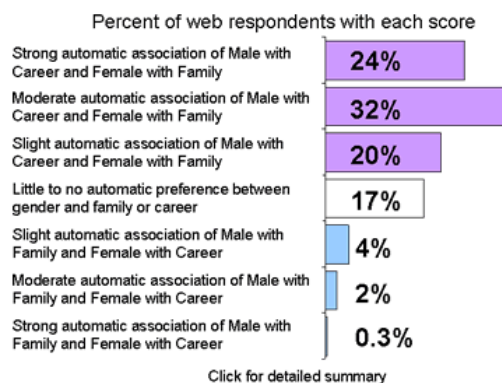 Percent of web respondents with each score
Strong automatic association of Male with
Career and Female with Family
24%
Moderate automatic association of Male with
Career and Female with Family
32%
Slight automatic association of Male with
Career and Female with Family
20%
Little to no automatic preference between
gender and family or career
17%
Slight automatic association of Male with
Family and Female with Career
4%
Moderate automatic association of Male with
Family and Female with Career
2%
Strong automatic association of Male with
Family and Female with Career
0.3%
Click for detailed summary